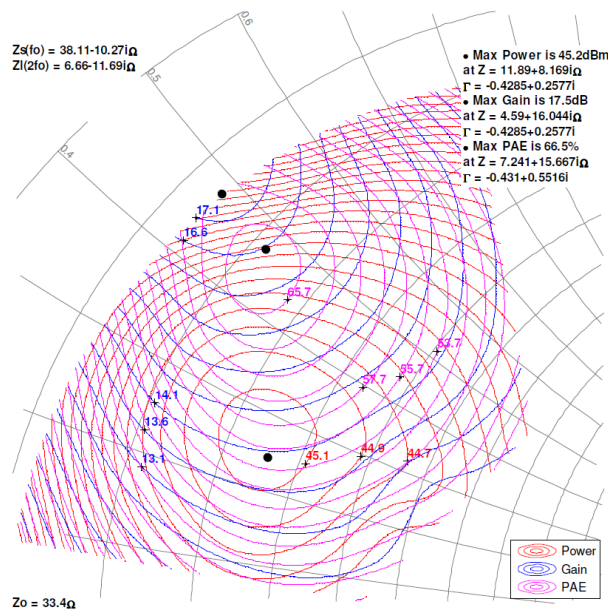 0.6
Zs(fo) = 38.11-10.27iΩ
Zl(2fo) = 6.66-11.69iΩ
• Max Power is 45.2dBm
at Z = 11.89+8.169iΩ
Γ = -0.4285+0.2577i
• Max Gain is 17.5dB
at Z = 4.59+16.044iΩ
Γ = -0.4285+0.2577i
• Max PAE is 66.5%
at Z = 7.241+15.667iΩ
Γ = -0.431+0.5516i
0.5
0.4
17.1
16.6
65.7
53.7
55.7
57.7
14.1
13.6
13.1
45.1
44.9
44.7
Power
Gain
PAE
Zo = 33.4Ω